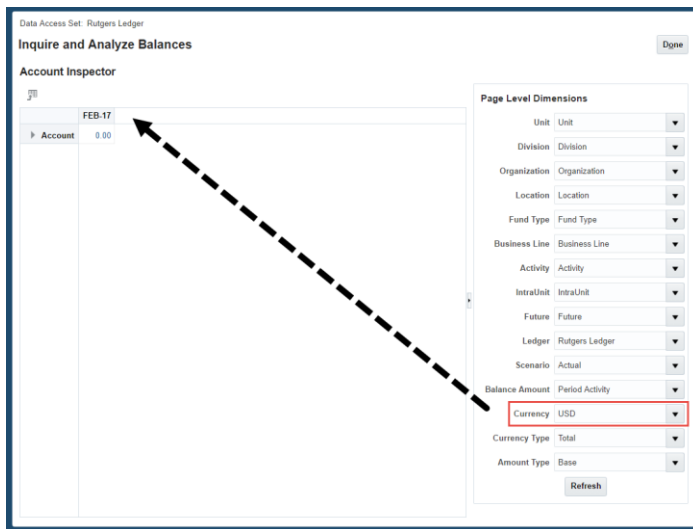 Data Access Set: Rutgers Ledger
Inquire and Analyze Balances
Done
Account Inspector
FEB-17
Account 0.00
Page Level Dimensions
Unit Unit
Division Division
Organization Organization
Location Location
Fund Type Fund Type
Business Line Business Line
Activity Activity
IntraUnit IntraUnit
Future Future
Ledger Rutgers Ledger
Scenario Actual
Balance Amount Period Activity
Currency USD
Currency Type Total
Amount Type Base
Refresh